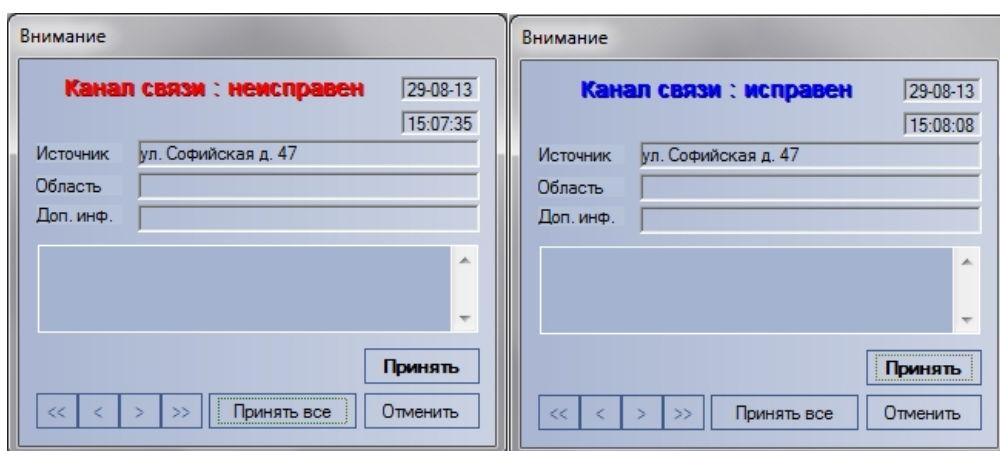 Внимание
Канал связи : неисправен
29-08-13
15:07:35
Источник ул. Софийская д. 47
Область
Доп. инф.
Принять
<< < > >> Принять все Отменить
Внимание
Канал связи : исправен
29-08-13
15:08:08
Источник ул. Софийская д. 47
Область
Доп. инф.
Принять
<< < > >> Принять все Отменить